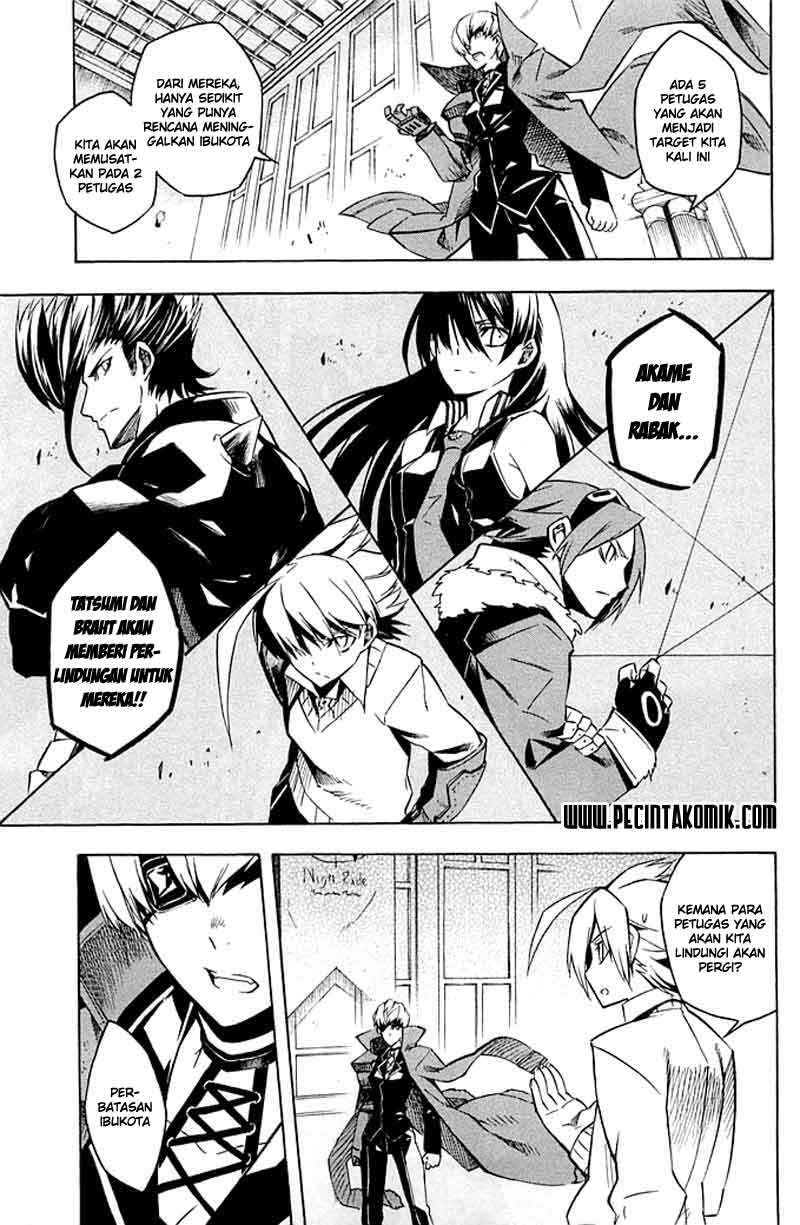 ADA 5
PETUGAS
YANG AKAN
MENJADI
TARGET KITA
KALI INI
DARI MEREKA,
HANYA SEDIKIT
YANG PUNYA
RENCANA MENING-
GALKAN IBUKOTA
KITA AKAN
MEMUSAT-
KAN PADA 2
PETUGAS
AKAME
DAN
RABAK...
TATSUMI DAN
BRAHT AKAN
MEMBERI PER-
LINDUNGAN UNTUK
MEREKA!!
WWW.PECINTAKOMIK.COM
KEMANA PARA
PETUGAS YANG
AKAN KITA
LINDUNGI AKAN
PERGI?
PER-
BATASAN
IBUKOTA